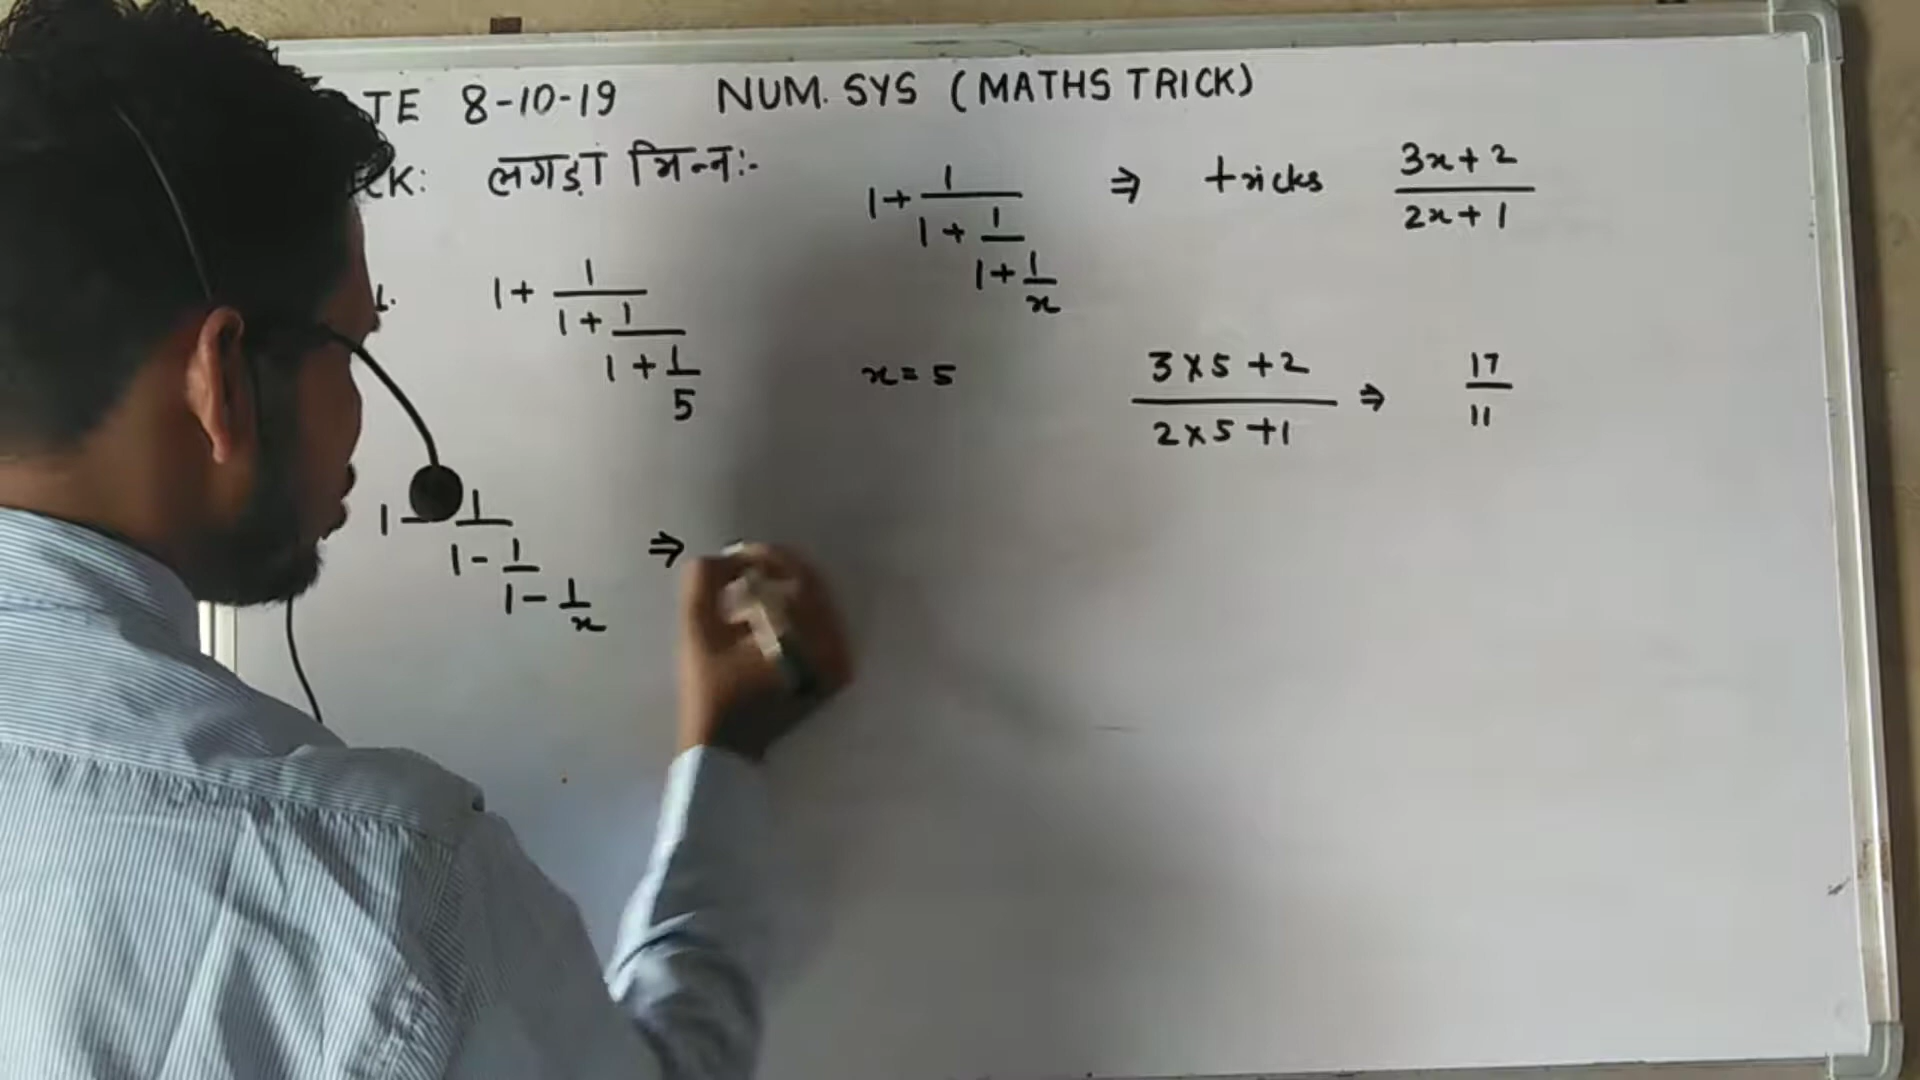 TE 8-10-19 NUM. SYS (MATHS TRICK)
CK: लगड़ा भिन्न:-
1+ 1/(1+ 1/(1+ 1/x)) ⇒ tricks (3x+2)/(2x+1)
1. 1+ 1/(1+ 1/(1+ 1/5)) x=5 (3×5+2)/(2×5+1) ⇒ 17/11
1- 1/(1- 1/(1- 1/x)) ⇒